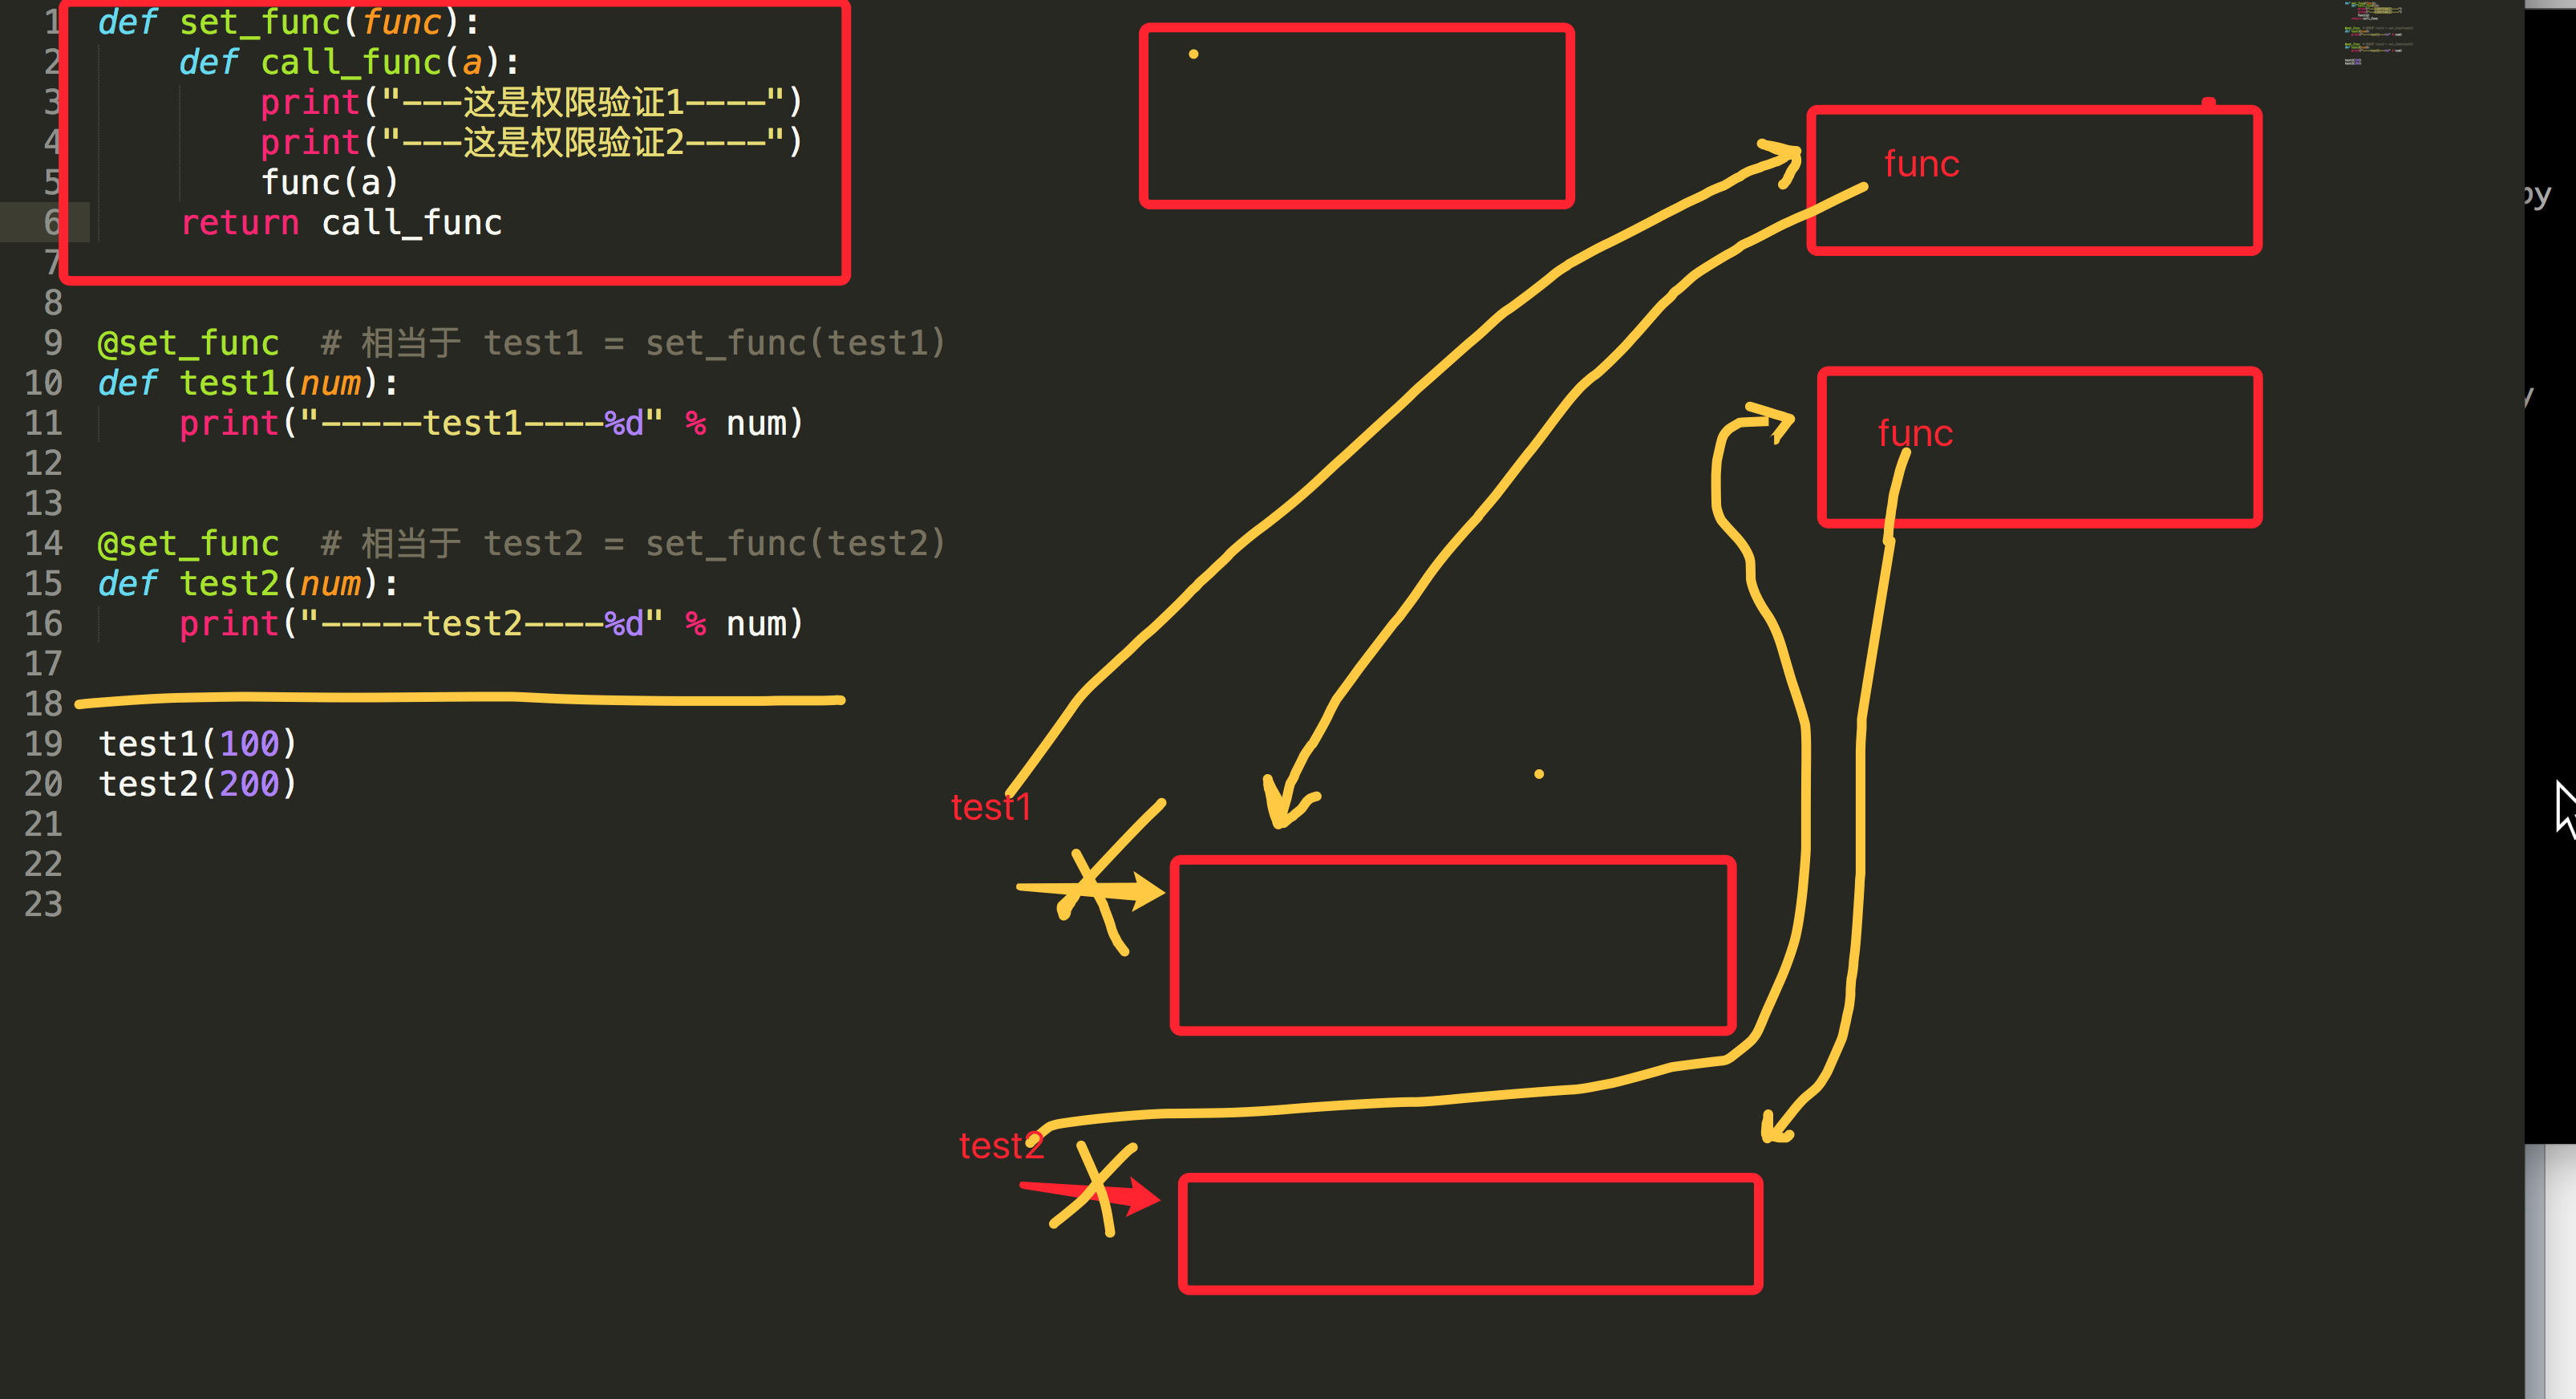 1 def set_func(func):
2     def call_func(a):
3         print("---这是权限验证1----")
4         print("---这是权限验证2----")
5         func(a)
6     return call_func
7
8
9 @set_func  # 相当于 test1 = set_func(test1)
10 def test1(num):
11     print("-----test1----%d" % num)
12
13
14 @set_func  # 相当于 test2 = set_func(test2)
15 def test2(num):
16     print("-----test2----%d" % num)
17
18
19 test1(100)
20 test2(200)
21
22
23
func
func
test1
test2
py